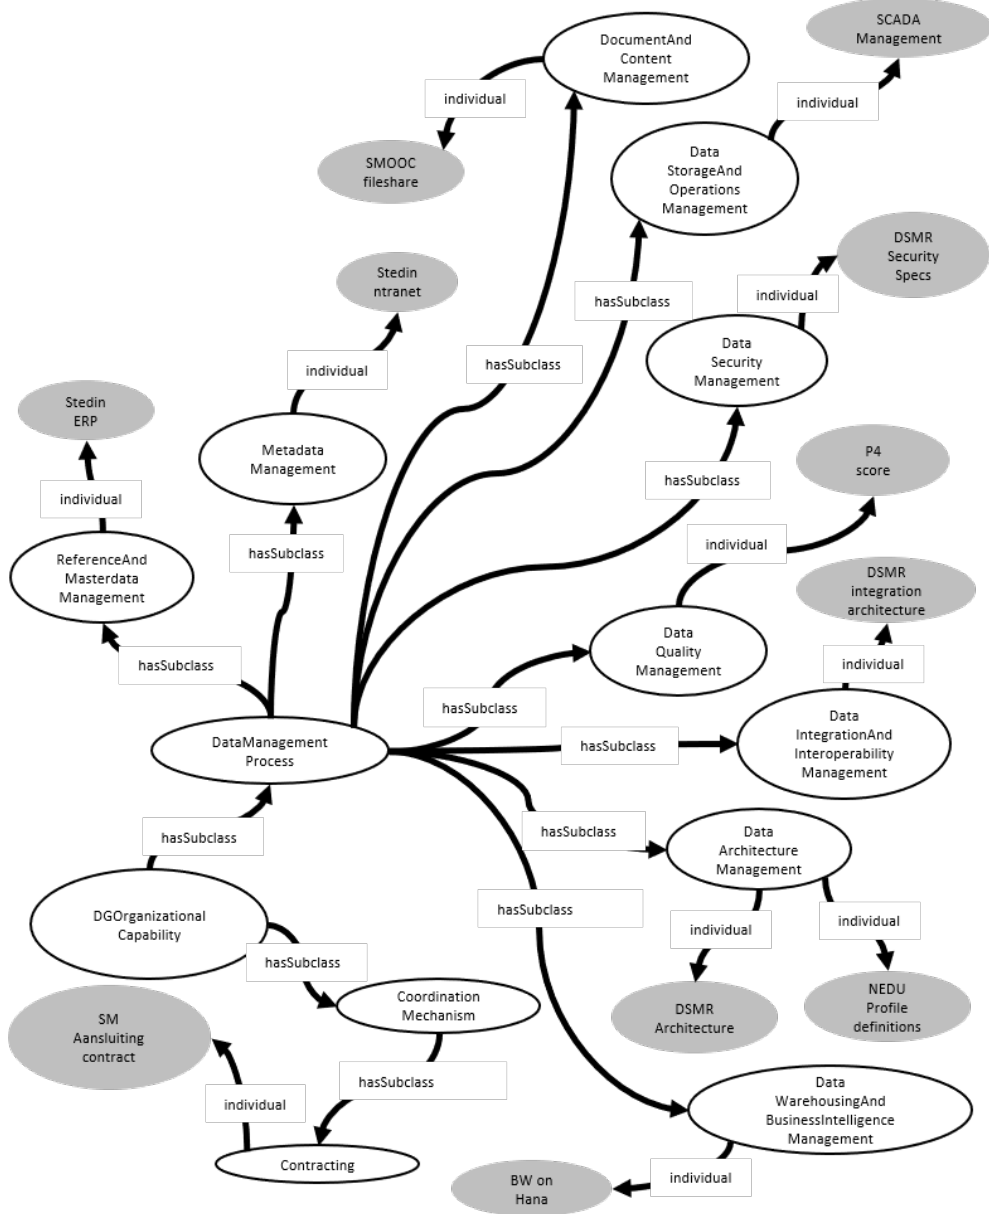 SCADA
Management
DocumentAnd
Content
Management
individual
individual
SMOOC
fileshare
Data
StorageAnd
Operations
Management
DSMR
Security
Specs
Stedin
ntranet
individual
hasSubclass
Data
Security
Management
hasSubclass
individual
Stedin
ERP
Metadata
Management
P4
score
hasSubclass
individual
hasSubclass
individual
ReferenceAnd
Masterdata
Management
DSMR
integration
architecture
Data
Quality
Management
hasSubclass
individual
hasSubclass
DataManagement
Process
hasSubclass
Data
IntegrationAnd
Interoperability
Management
hasSubclass
hasSubclass
Data
Architecture
Management
DGOrganizational
Capability
hasSubclass
individual
individual
hasSubclass
Coordination
Mechanism
DSMR
Architecture
NEDU
Profile
definitions
SM
Aansluiting
contract
hasSubclass
individual
Data
WarehousingAnd
BusinessIntelligence
Management
Contracting
individual
BW on
Hana